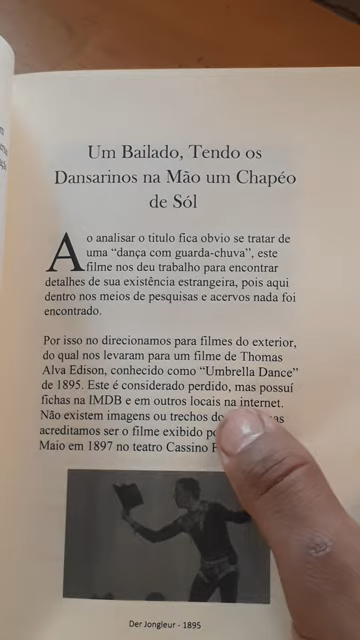 Um Bailado, Tendo os
Dansarinos na Mão um Chapéo
de Sól
Ao analisar o titulo fica obvio se tratar de
uma “dança com guarda-chuva”, este
filme nos deu trabalho para encontrar
detalhes de sua existência estrangeira, pois aqui
dentro nos meios de pesquisas e acervos nada foi
encontrado.
Por isso no direcionamos para filmes do exterior,
do qual nos levaram para um filme de Thomas
Alva Edison, conhecido como “Umbrella Dance”
de 1895. Este é considerado perdido, mas possuí
fichas na IMDB e em outros locais na internet.
Não existem imagens ou trechos do
acreditamos ser o filme exibido
Maio em 1897 no teatro Cassino
Der Jongleur - 1895